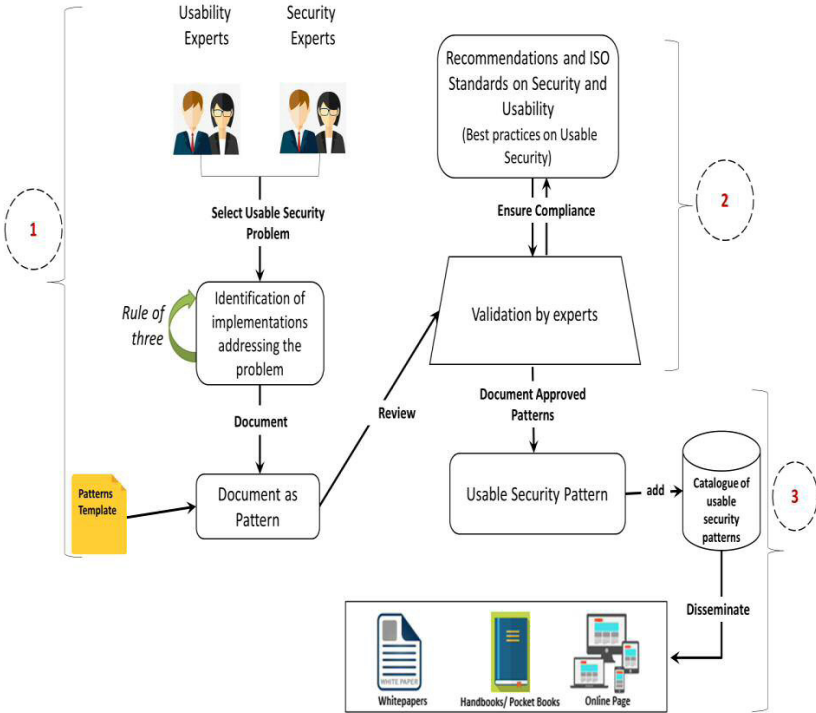 Usability
Experts
Security
Experts
1
Select Usable Security
Problem
Rule of
three
Identification of
implementations
addressing the
problem
Document
Patterns
Template
Document as
Pattern
Review
Recommendations and ISO
Standards on Security and
Usability
(Best practices on Usable
Security)
Ensure Compliance
2
Validation by experts
Document Approved
Patterns
Usable Security Pattern
add
Catalogue of
usable
security
patterns
3
Disseminate
WHITE PAPER
Whitepapers
Handbooks/ Pocket Books
Online Page